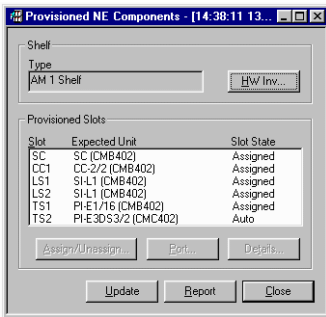 Provisioned NE Components - [14:38:11 13...
Shelf
Type
AM 1 Shelf
HW Inv...
Provisioned Slots
Slot Expected Unit Slot State
SC SC (CMB402) Assigned
CC1 CC-2/2 (CMB402) Assigned
LS1 SI-L1 (CMB402) Assigned
LS2 SI-L1 (CMB402) Assigned
TS1 PI-E1/16 (CMB402) Assigned
TS2 PI-E3DS3/2 (CMC402) Auto
Assign/Unassign... Port... Details...
Update Report Close